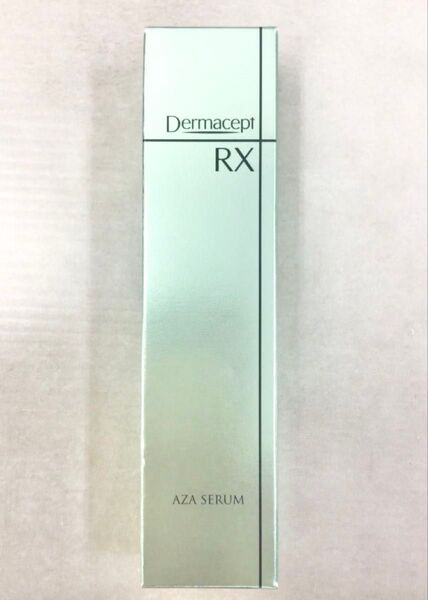 Dermacept
RX
AZA SERUM